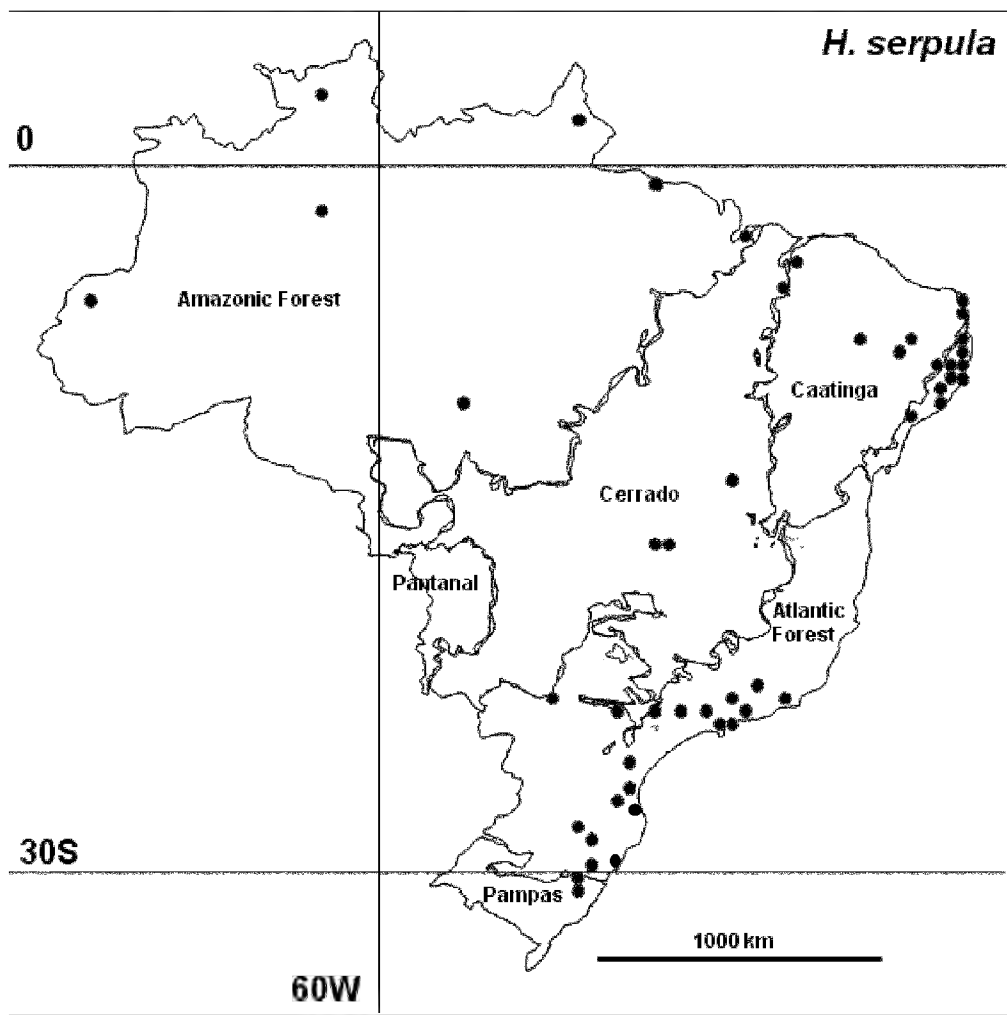 H. serpula
0
Amazonic Forest
Caatinga
Cerrado
Pantanal
Atlantic
Forest
30S
Pampas
1000 km
60W